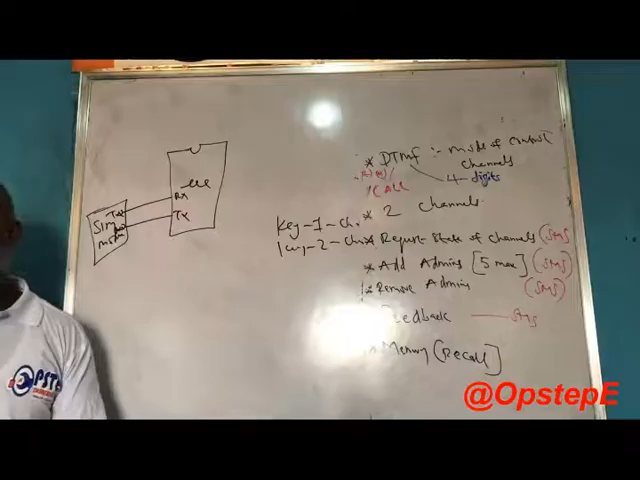 * DTMF :- mode of control
channels
4 digits
CALL
* 2 channels
Key-1-ch.
Key-2-ch.
* Request State of channels (SMS)
* Add Admins [5 max] (SMS)
* Remove Admin (SMS)
Feedback — SMS
* Memory (Recall]
Rx
Tx
SIM
Tx
OPSTEP
@OpstepE